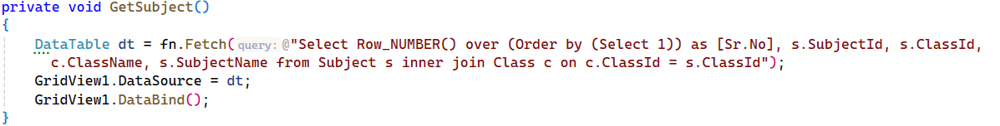 private void GetSubject()
{
DataTable dt = fn.Fetch(query:@"Select Row_NUMBER() over (Order by (Select 1)) as [Sr.No], s.SubjectId, s.ClassId,
c.ClassName, s.SubjectName from Subject s inner join Class c on c.ClassId = s.ClassId");
GridView1.DataSource = dt;
GridView1.DataBind();
}